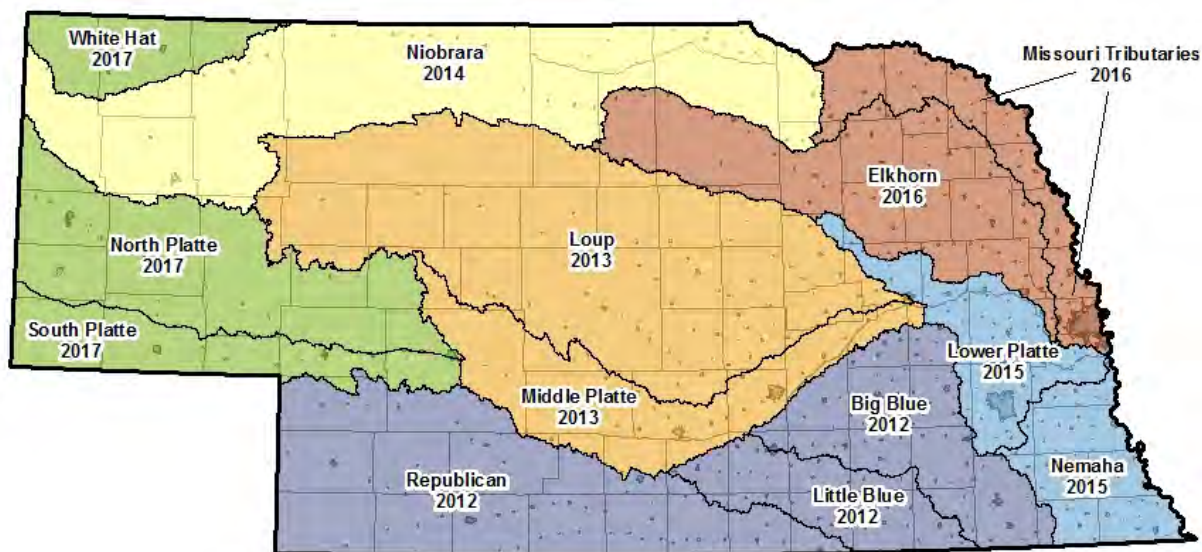 White Hat
2017
Niobrara
2014
Missouri Tributaries
2016
Elkhorn
2016
North Platte
2017
Loup
2013
South Platte
2017
Lower Platte
2015
Middle Platte
2013
Big Blue
2012
Republican
2012
Little Blue
2012
Nemaha
2015